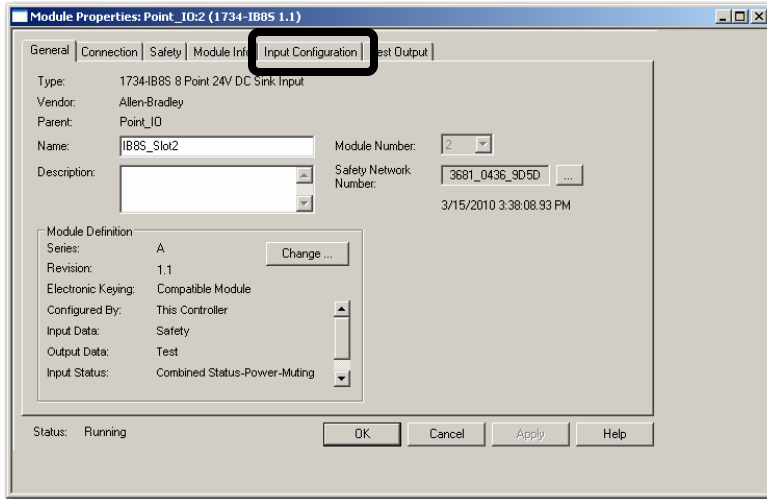 Module Properties: Point_IO:2 (1734-IB8S 1.1)
General Connection Safety Module Info Input Configuration Test Output
Type: 1734-IB8S 8 Point 24V DC Sink Input
Vendor: Allen-Bradley
Parent: Point_IO
Name: IB8S_Slot2 Module Number: 2
Description: Safety Network Number: 3681_0436_9D5D ...
3/15/2010 3:38:08.93 PM
Module Definition
Series: A Change ...
Revision: 1.1
Electronic Keying: Compatible Module
Configured By: This Controller
Input Data: Safety
Output Data: Test
Input Status: Combined Status-Power-Muting
Status: Running OK Cancel Apply Help